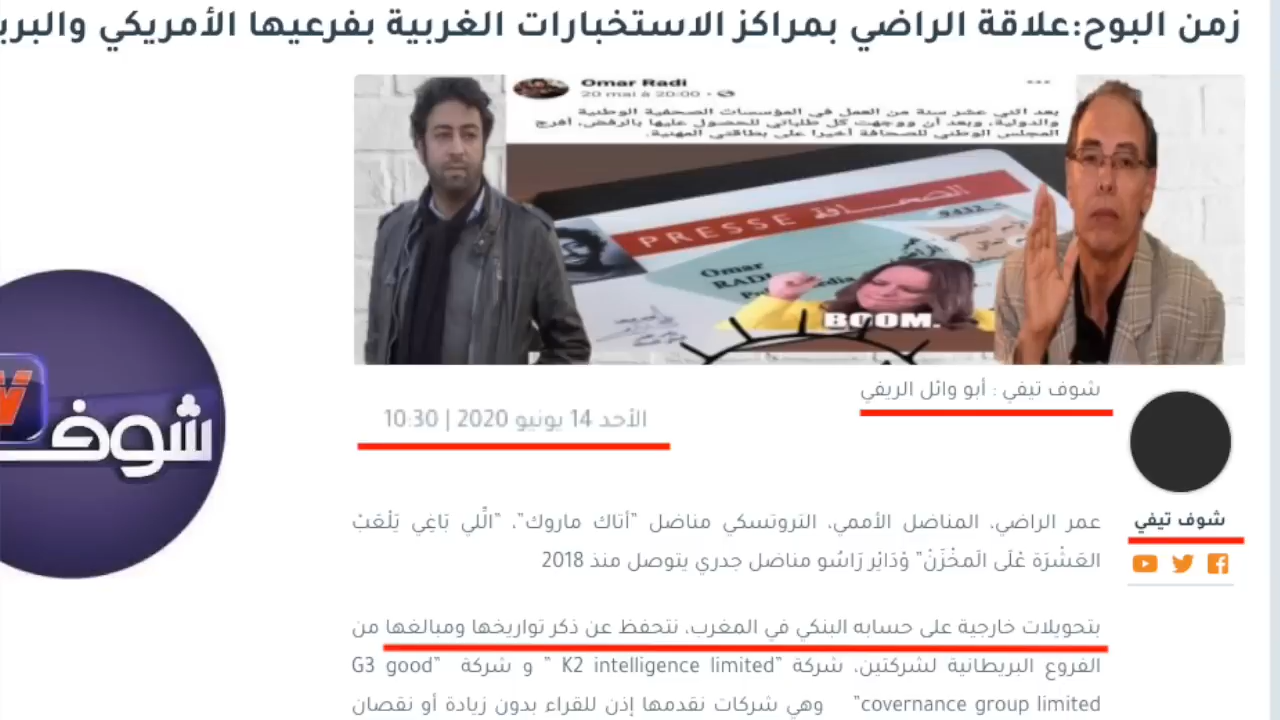 زمن البوح:علاقة الراضي بمراكز الاستخبارات الغربية بفرعيها الأمريكي
Omar Radi
20 mai à 20:00
بعد اثني عشر سنة من العمل في المؤسسات الصحفية الوطنية
والدولية، وبعد أن ووجهت كل طلباتي للحصول عليها بالرفض، أفرج
المجلس الوطني للصحافة أخيرا على بطاقتي المهنية.
PRESSE الصحافة
9432
Omar
RADI
BOOM.
شوف تيفي : أبو وائل الريفي
الأحد 14 يونيو 2020 | 10:30
شوف
شوف تيفي
عمر الراضي، المناضل الأممي، التروتسكي مناضل ”أتاك ماروك”، ”الِّلي بَاغِي يَلْعَبْ
العَشْرَة عْلَى الَمخْزَنْ” وْدَايْر رَاسُو مناضل جدري يتوصل منذ 2018
بتحويلات خارجية على حسابه البنكي في المغرب، نتحفظ عن ذكر تواريخها ومبالغها من
الفروع البريطانية لشركتين، شركة ”K2 intelligence limited ” و شركة ”G3 good
covernance group limited” وهي شركات نقدمها إذن للقراء بدون زيادة أو نقصان